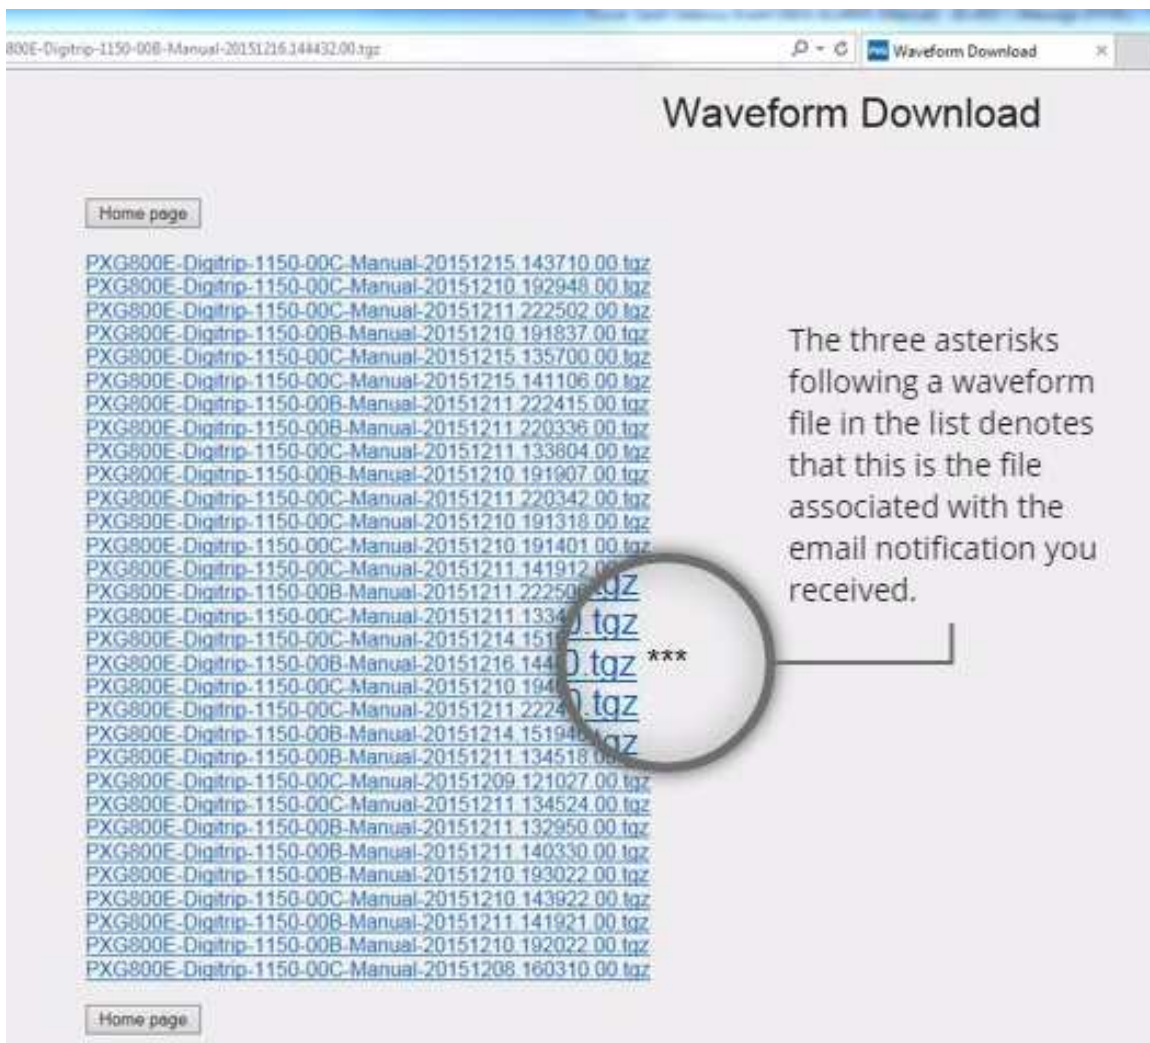 800E-Digitrip-1150-00B-Manual-20151216.144432.00.tgz
Waveform Download
Waveform Download
Home page
PXG800E-Digitrip-1150-00C-Manual-20151215.143710.00.tgz
PXG800E-Digitrip-1150-00C-Manual-20151210.192948.00.tgz
PXG800E-Digitrip-1150-00C-Manual-20151211.222502.00.tgz
PXG800E-Digitrip-1150-00B-Manual-20151210.191837.00.tgz
PXG800E-Digitrip-1150-00C-Manual-20151215.135700.00.tgz
PXG800E-Digitrip-1150-00C-Manual-20151215.141106.00.tgz
PXG800E-Digitrip-1150-00B-Manual-20151211.222415.00.tgz
PXG800E-Digitrip-1150-00B-Manual-20151211.220336.00.tgz
PXG800E-Digitrip-1150-00C-Manual-20151211.133804.00.tgz
PXG800E-Digitrip-1150-00B-Manual-20151210.191907.00.tgz
PXG800E-Digitrip-1150-00C-Manual-20151211.220342.00.tgz
PXG800E-Digitrip-1150-00C-Manual-20151210.191318.00.tgz
PXG800E-Digitrip-1150-00C-Manual-20151210.191401.00.tgz
PXG800E-Digitrip-1150-00C-Manual-20151211.141912.00
PXG800E-Digitrip-1150-00B-Manual-20151211.22250 .tgz
PXG800E-Digitrip-1150-00C-Manual-20151211.133 0.tgz
PXG800E-Digitrip-1150-00C-Manual-20151214.151
PXG800E-Digitrip-1150-00B-Manual-20151216.144 0.tgz ***
PXG800E-Digitrip-1150-00C-Manual-20151210.194
PXG800E-Digitrip-1150-00C-Manual-20151211.2224 0.tgz
PXG800E-Digitrip-1150-00B-Manual-20151214.15194 tgz
PXG800E-Digitrip-1150-00B-Manual-20151211.134518.00
PXG800E-Digitrip-1150-00C-Manual-20151209.121027.00.tgz
PXG800E-Digitrip-1150-00C-Manual-20151211.134524.00.tgz
PXG800E-Digitrip-1150-00B-Manual-20151211.132950.00.tgz
PXG800E-Digitrip-1150-00B-Manual-20151211.140330.00.tgz
PXG800E-Digitrip-1150-00B-Manual-20151210.193022.00.tgz
PXG800E-Digitrip-1150-00C-Manual-20151210.143922.00.tgz
PXG800E-Digitrip-1150-00B-Manual-20151211.141921.00.tgz
PXG800E-Digitrip-1150-00B-Manual-20151210.192022.00.tgz
PXG800E-Digitrip-1150-00C-Manual-20151208.160310.00.tgz
The three asterisks
following a waveform
file in the list denotes
that this is the file
associated with the
email notification you
received.
Home page